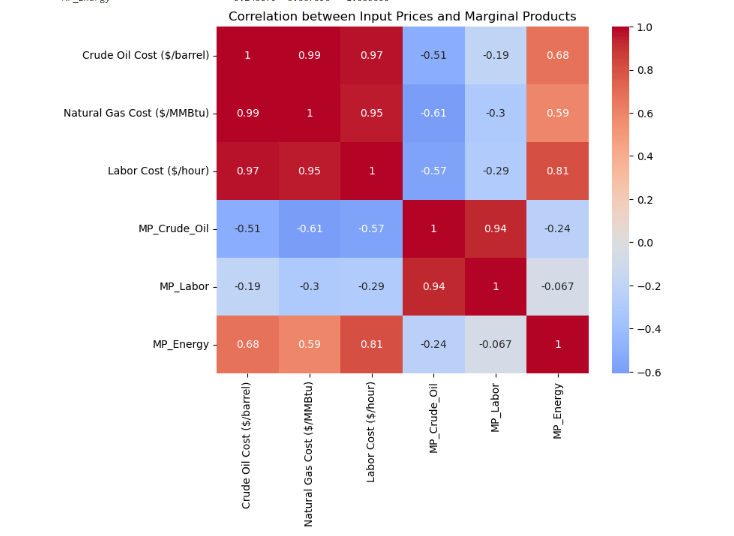 Correlation between Input Prices and Marginal Products
Crude Oil Cost ($/barrel) 1 0.99 0.97 -0.51 -0.19 0.68
Natural Gas Cost ($/MMBtu) 0.99 1 0.95 -0.61 -0.3 0.59
Labor Cost ($/hour) 0.97 0.95 1 -0.57 -0.29 0.81
MP_Crude_Oil -0.51 -0.61 -0.57 1 0.94 -0.24
MP_Labor -0.19 -0.3 -0.29 0.94 1 -0.067
MP_Energy 0.68 0.59 0.81 -0.24 -0.067 1
Crude Oil Cost ($/barrel)
Natural Gas Cost ($/MMBtu)
Labor Cost ($/hour)
MP_Crude_Oil
MP_Labor
MP_Energy
1.0
0.8
0.6
0.4
0.2
0.0
−0.2
−0.4
−0.6